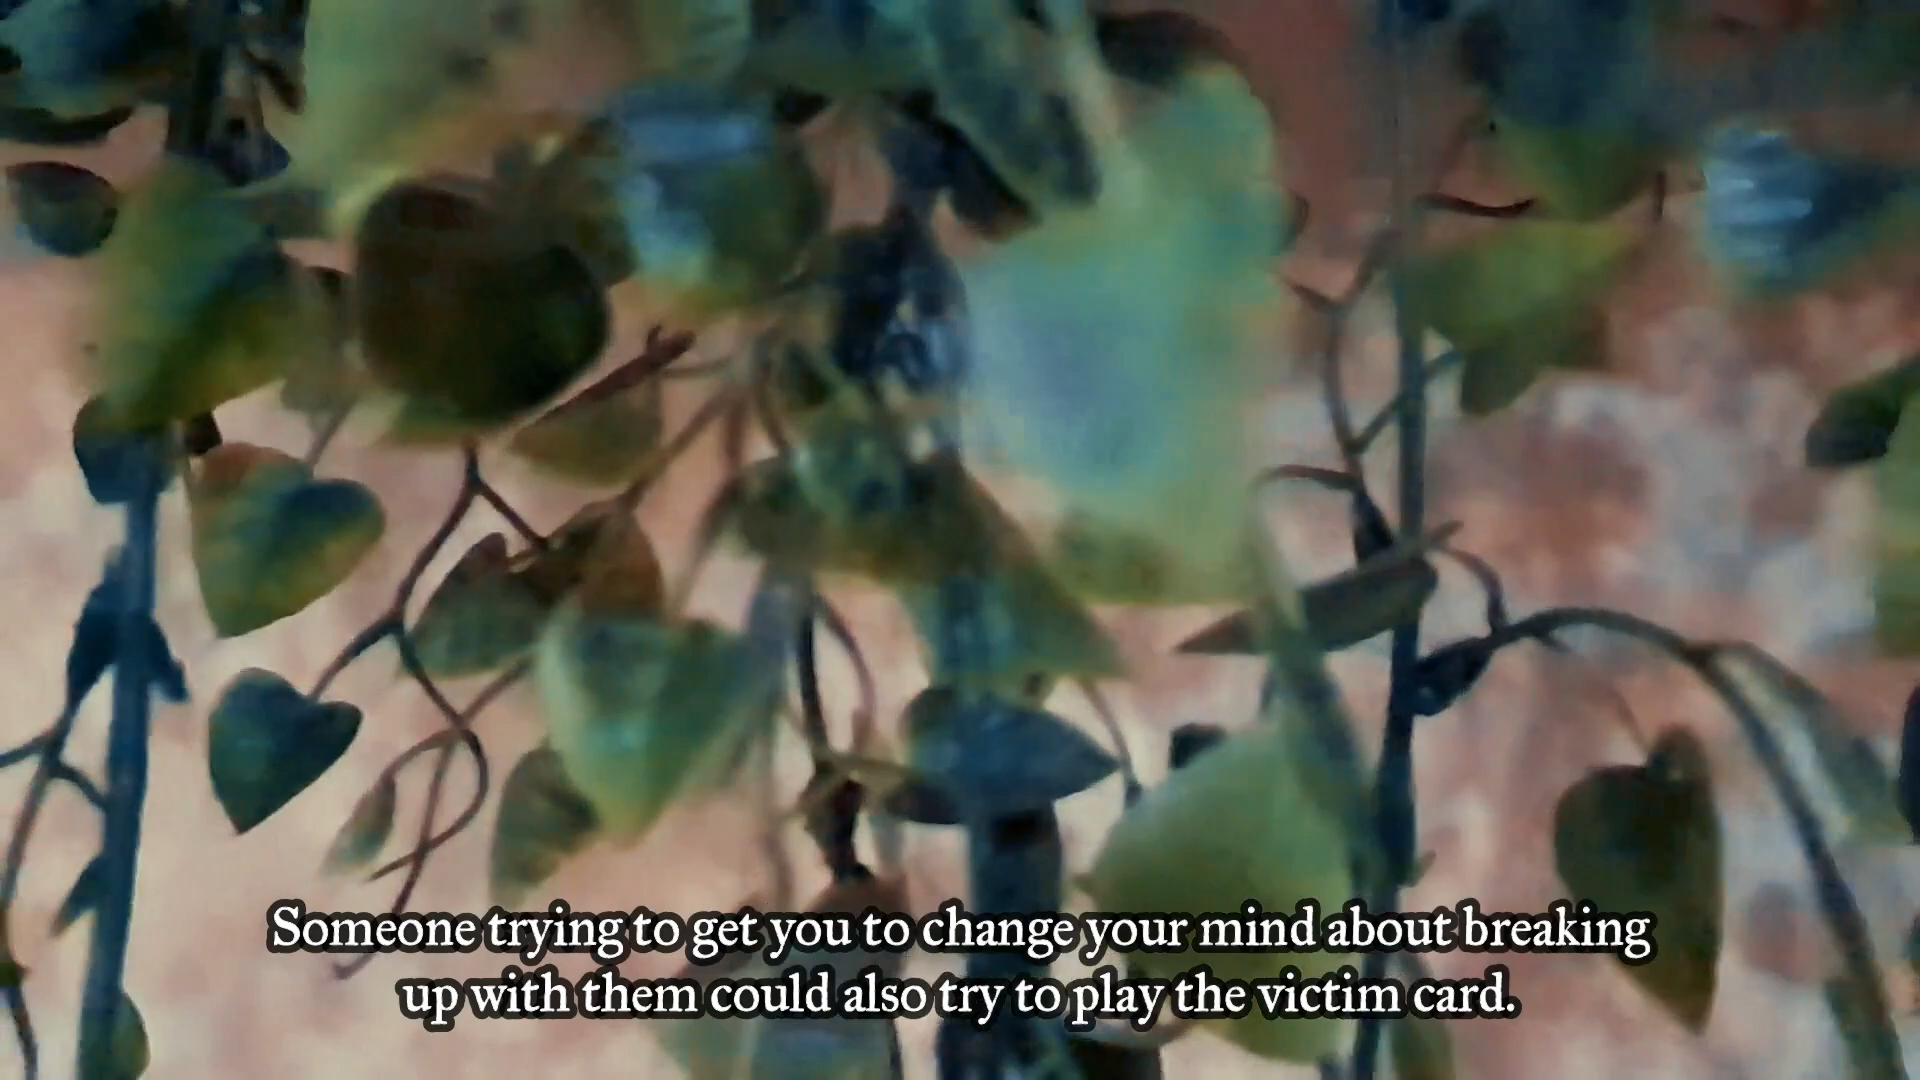 Someone trying to get you to change your mind about breaking
up with them could also try to play the victim card.